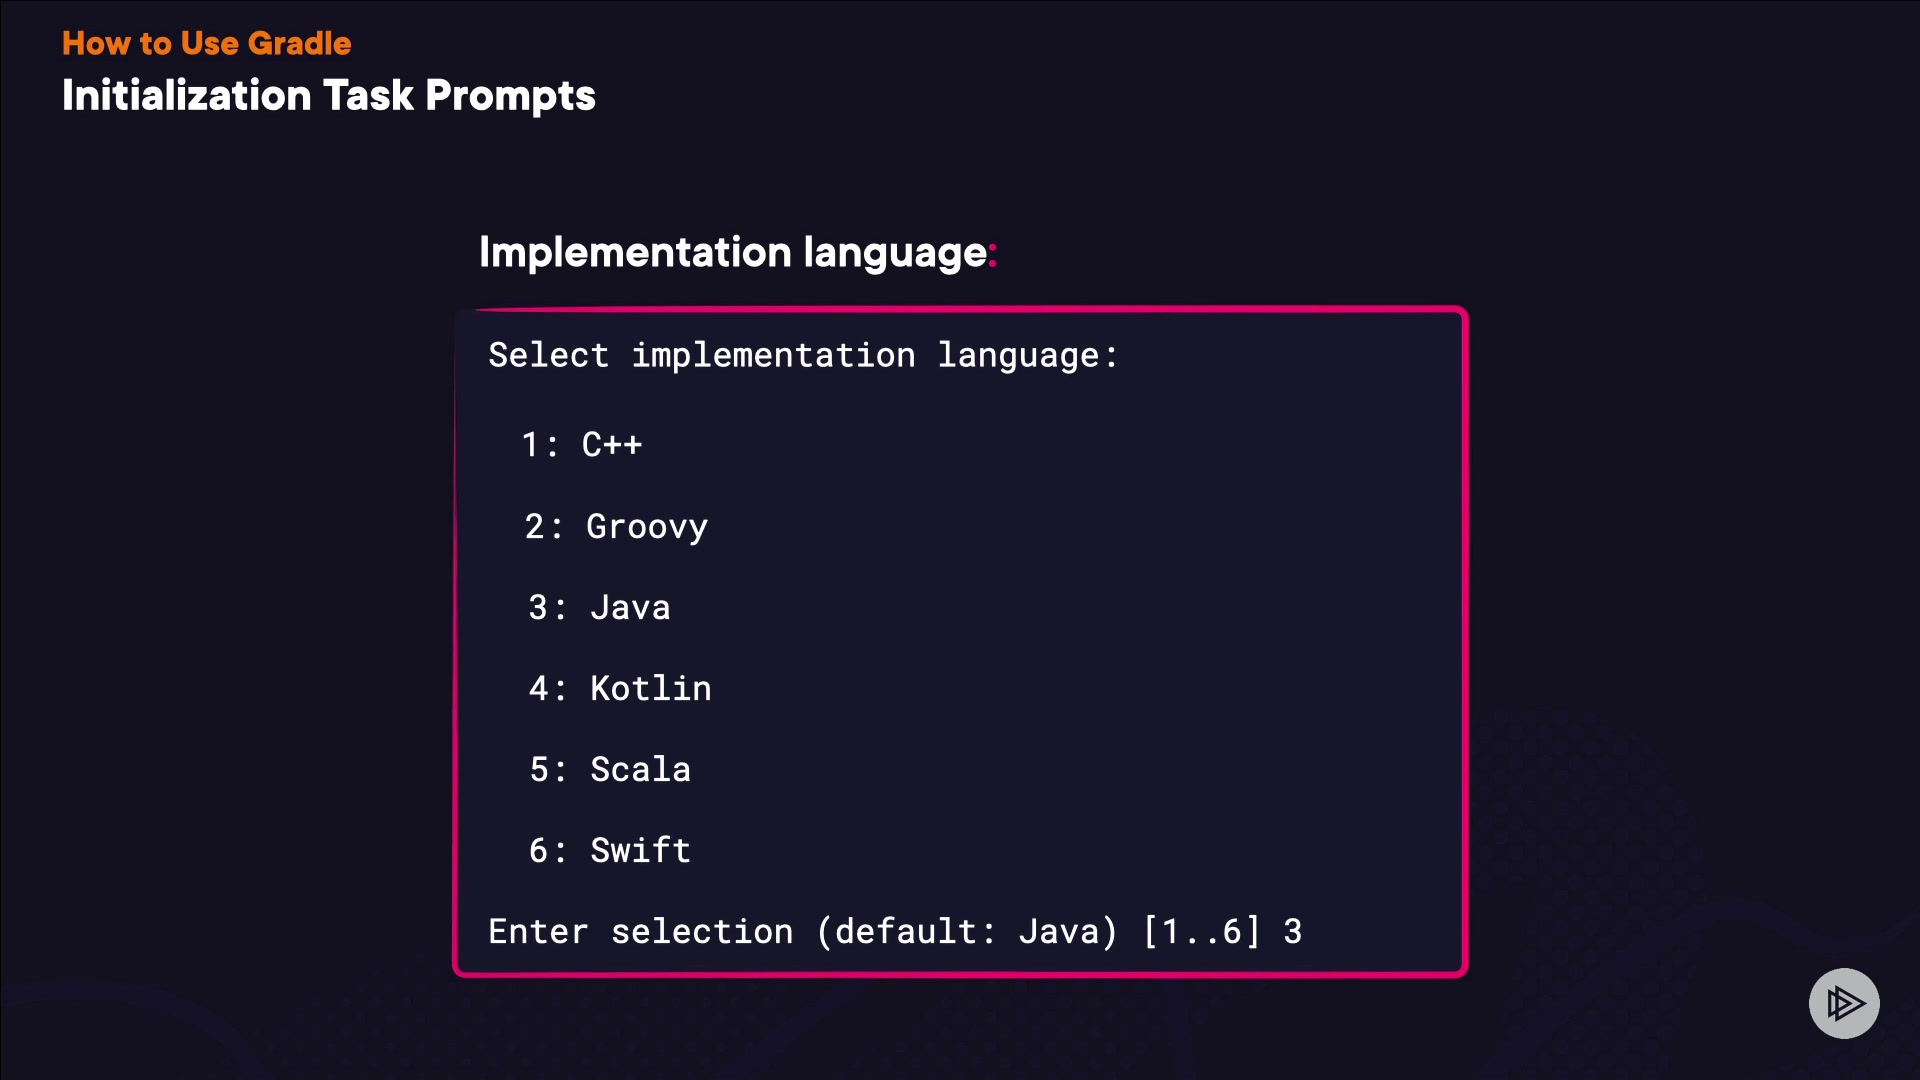 How to Use Gradle
Initialization Task Prompts
Implementation language:
Select implementation language:
1: C++
2: Groovy
3: Java
4: Kotlin
5: Scala
6: Swift
Enter selection (default: Java) [1..6] 3